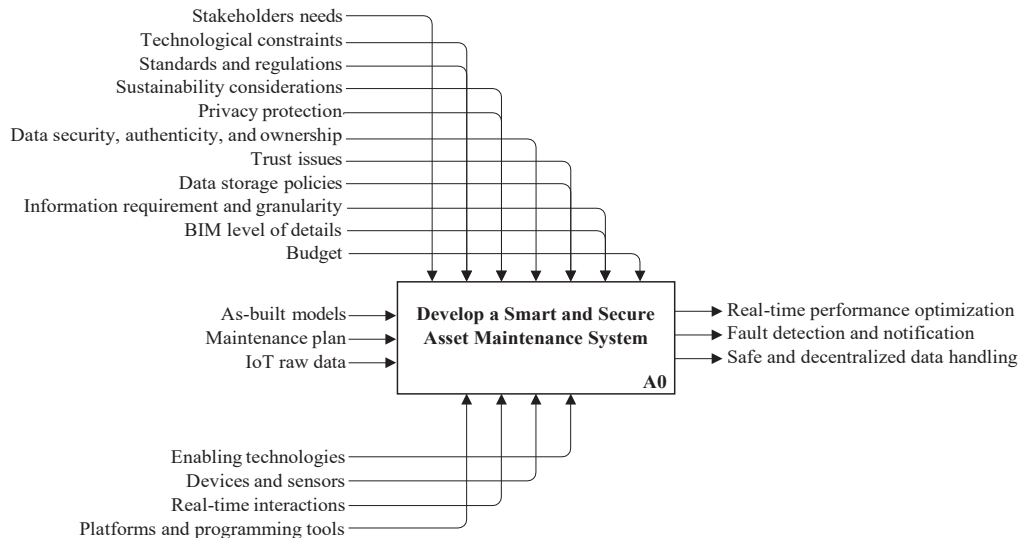 Stakeholders needs
Technological constraints
Standards and regulations
Sustainability considerations
Privacy protection
Data security, authenticity, and ownership
Trust issues
Data storage policies
Information requirement and granularity
BIM level of details
Budget
As-built models
Maintenance plan
IoT raw data
Develop a Smart and Secure
Asset Maintenance System
A0
Real-time performance optimization
Fault detection and notification
Safe and decentralized data handling
Enabling technologies
Devices and sensors
Real-time interactions
Platforms and programming tools